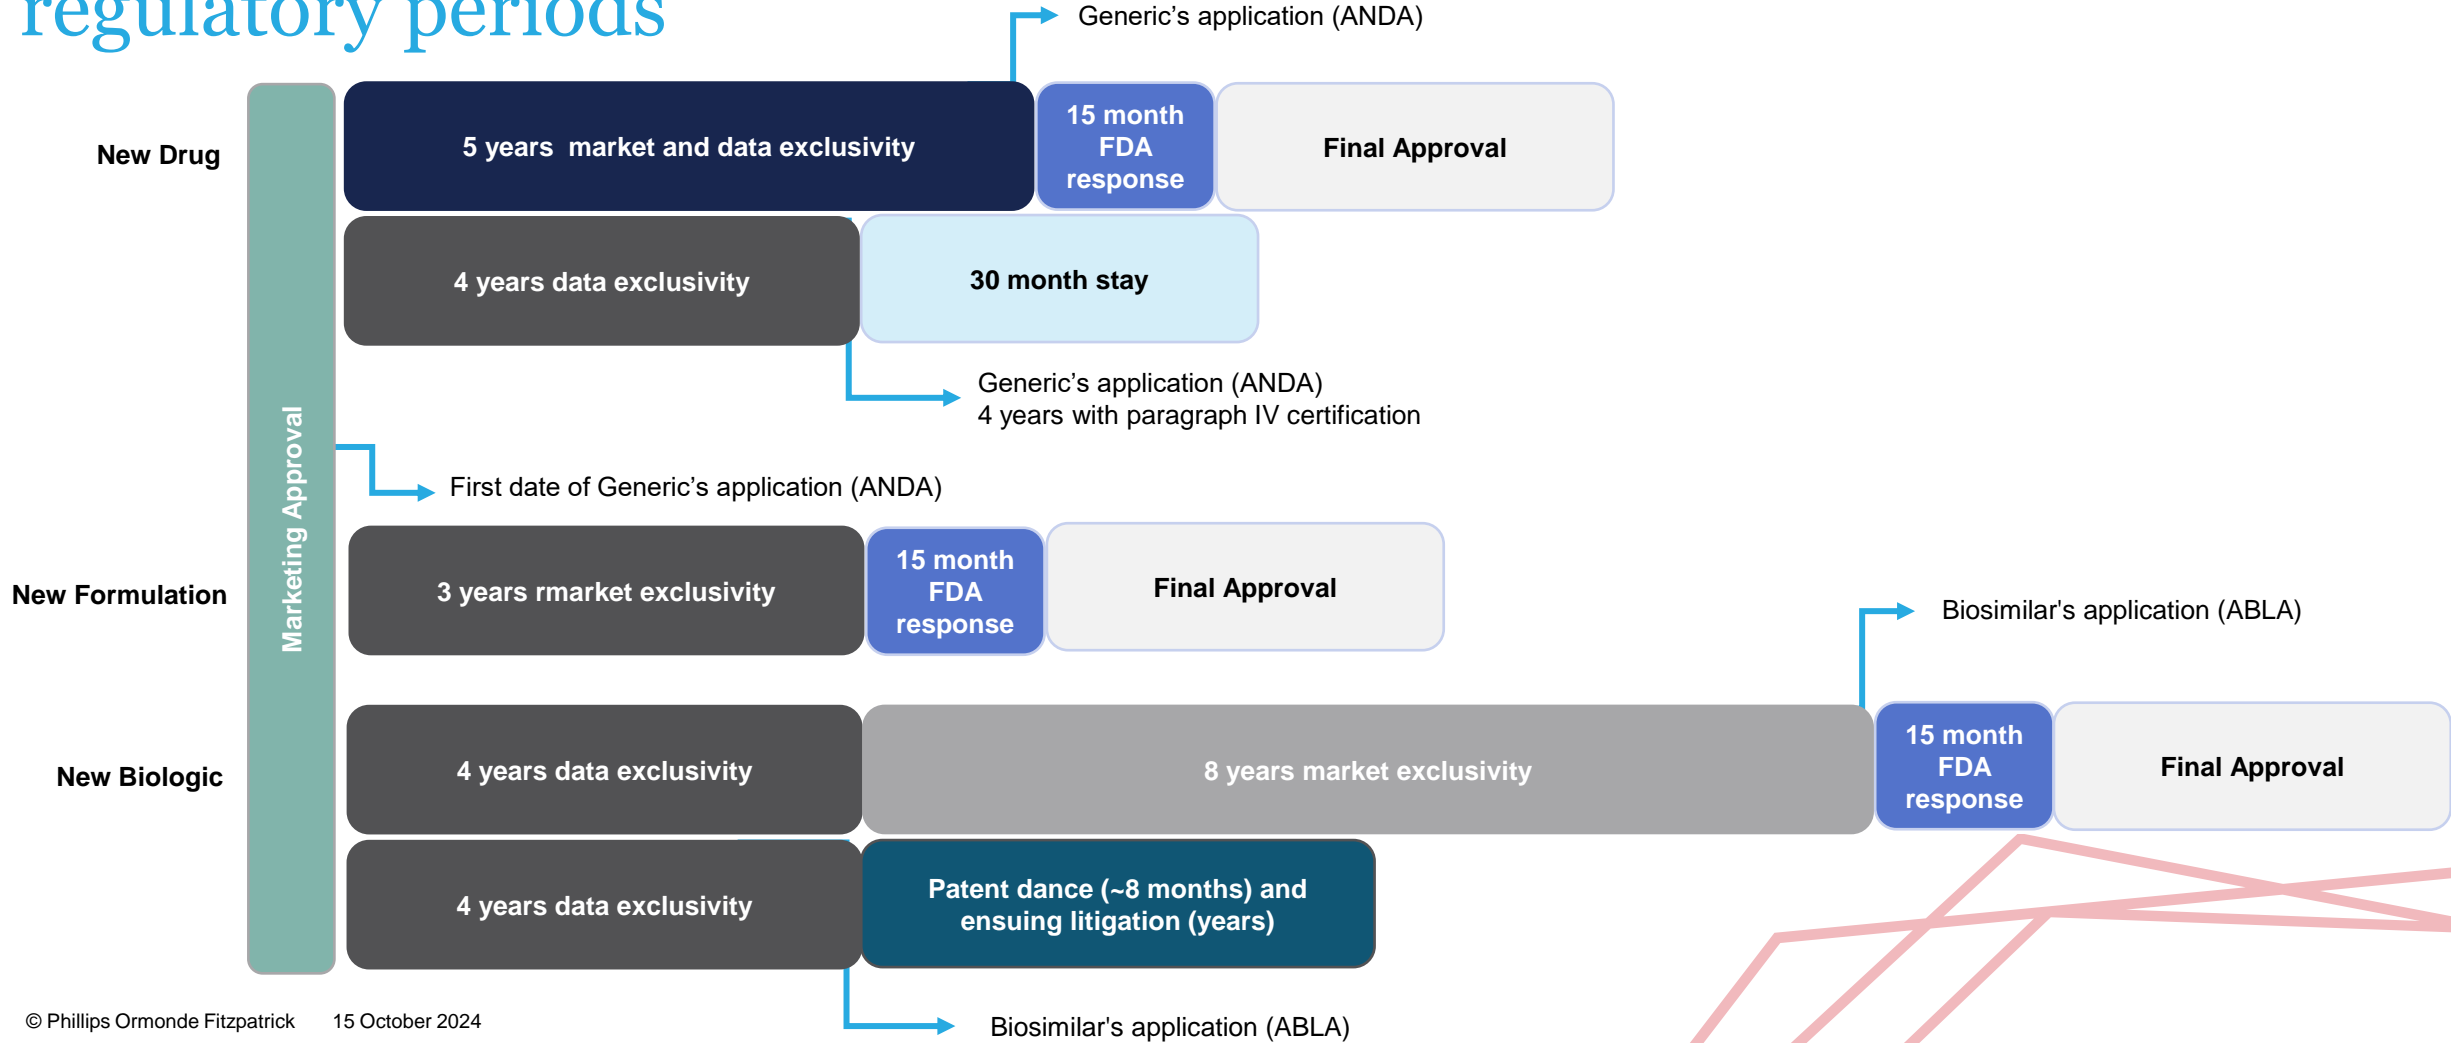 regulatory periods
Generic’s application (ANDA)
New Drug
5 years  market and data exclusivity
15 month
FDA
response
Final Approval
4 years data exclusivity
30 month stay
Generic’s application (ANDA)
4 years with paragraph IV certification
Marketing Approval
First date of Generic’s application (ANDA)
New Formulation
3 years rmarket exclusivity
15 month
FDA
response
Final Approval
Biosimilar's application (ABLA)
New Biologic
4 years data exclusivity
8 years market exclusivity
15 month
FDA
response
Final Approval
4 years data exclusivity
Patent dance (~8 months) and
ensuing litigation (years)
Biosimilar's application (ABLA)
© Phillips Ormonde Fitzpatrick 15 October 2024